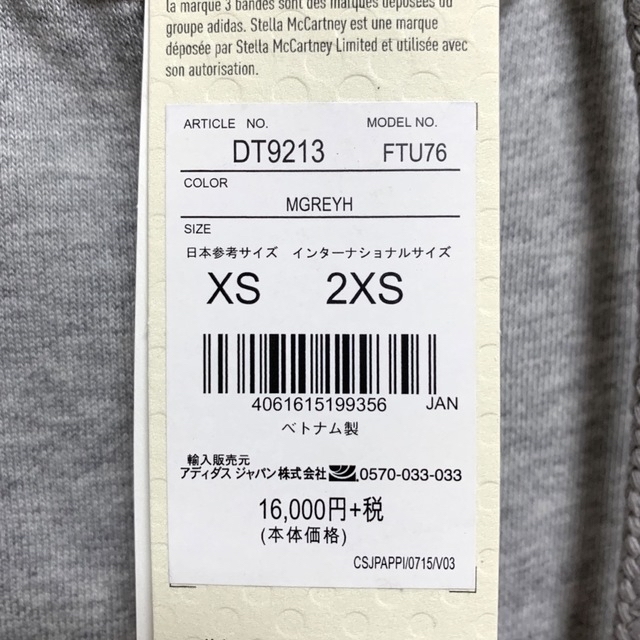 la marque 3 bandes sont des marques déposées du
groupe adidas. Stella McCartney est une marque
déposée par Stella McCartney Limited et utilisée avec
son autorisation.
ARTICLE NO. MODEL NO.
DT9213 FTU76
COLOR
MGREYH
SIZE
日本参考サイズ インターナショナルサイズ
XS 2XS
4061615199356 JAN
ベトナム製
輸入販売元
アディダス ジャパン株式会社 0570-033-033
16,000円+税
(本体価格)
CSJPAPPI/0715/V03